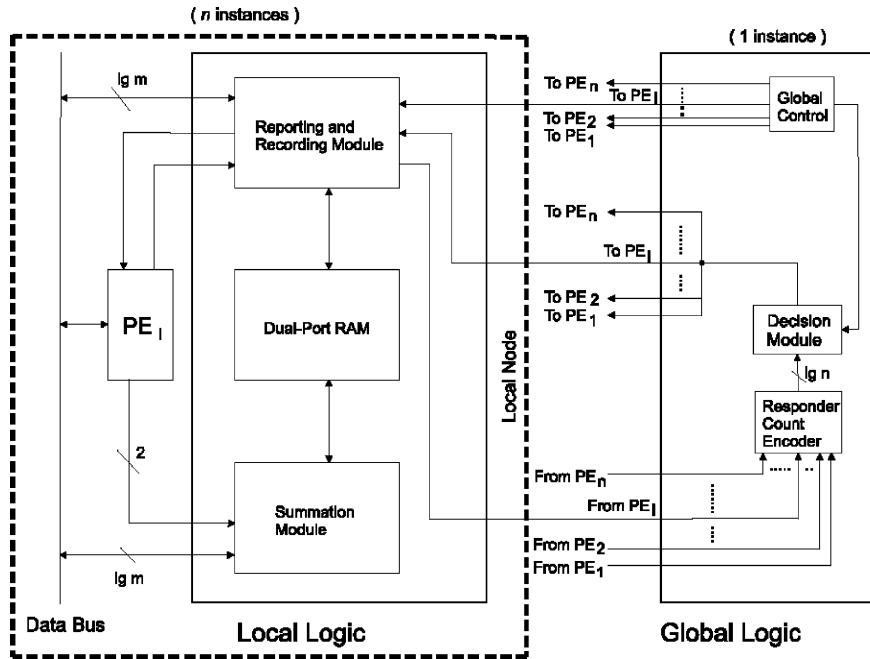 ( n instances )
( 1 instance )
lg m
Reporting and
Recording Module
PE I
Dual-Port RAM
2
Summation
Module
lg m
Data Bus
Local Logic
Local Node
To PE n
To PE I
To PE 2
To PE 1
Global
Control
To PE n
To PE I
To PE 2
To PE 1
Decision
Module
lg n
Responder
Count
Encoder
From PE n
From PE I
From PE 2
From PE 1
Global Logic